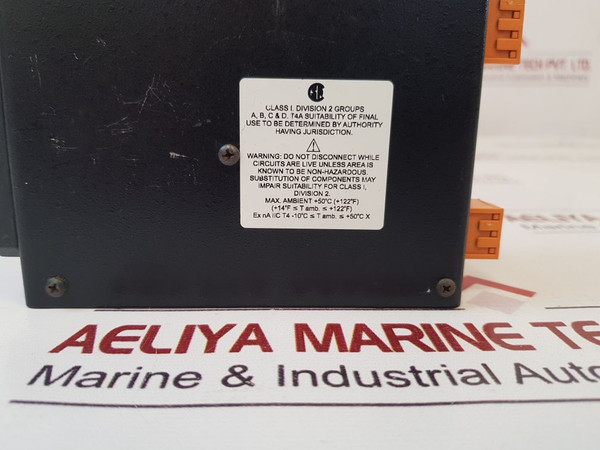 CLASS I, DIVISION 2 GROUPS
A, B, C & D, T4A SUITABILITY OF FINAL
USE TO BE DETERMINED BY AUTHORITY
HAVING JURISDICTION.
WARNING: DO NOT DISCONNECT WHILE
CIRCUITS ARE LIVE UNLESS AREA IS
KNOWN TO BE NON-HAZARDOUS.
SUBSTITUTION OF COMPONENTS MAY
IMPAIR SUITABILITY FOR CLASS I,
DIVISION 2.
MAX. AMBIENT +50°C (+122°F)
(+14°F ≤ T amb. ≤ +122°F)
Ex nA IIC T4 -10°C ≤ T amb. ≤ +50°C X
AELIYA MARINE TE
Marine & Industrial Auto